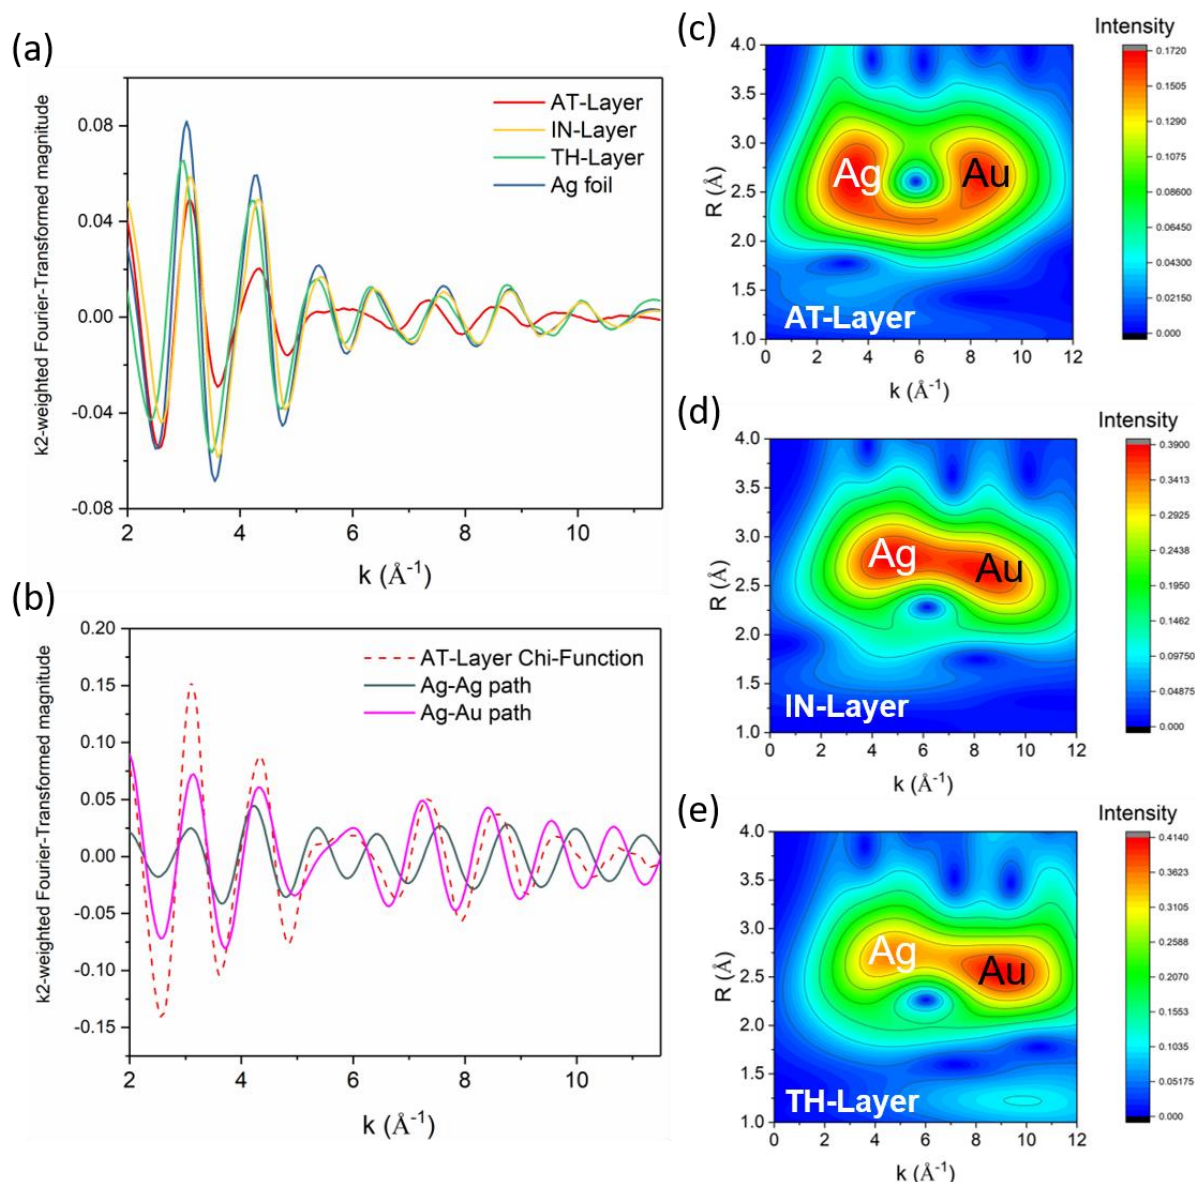 (a)
k2-weighted Fourier-Transformed magnitude
0.08
0.04
0.00
-0.04
-0.08
AT-Layer
IN-Layer
TH-Layer
Ag foil
2 4 6 8 10
k (Å-1)
(b)
k2-weighted Fourier-Transformed magnitude
0.20
0.15
0.10
0.05
0.00
-0.05
-0.10
-0.15
AT-Layer Chi-Function
Ag-Ag path
Ag-Au path
2 4 6 8 10
k (Å-1)
(c)
Intensity
R (Å)
4.0
3.5
3.0
2.5
2.0
1.5
1.0
Ag Au
AT-Layer
0 2 4 6 8 10 12
k (Å-1)
0.1720
0.1505
0.1290
0.1075
0.08600
0.06450
0.04300
0.02150
0.000
(d)
Intensity
R (Å)
4.0
3.5
3.0
2.5
2.0
1.5
1.0
Ag Au
IN-Layer
0 2 4 6 8 10 12
k (Å-1)
0.3900
0.3413
0.2925
0.2438
0.1950
0.1462
0.09750
0.04875
0.000
(e)
Intensity
R (Å)
4.0
3.5
3.0
2.5
2.0
1.5
1.0
Ag Au
TH-Layer
0 2 4 6 8 10 12
k (Å-1)
0.4140
0.3623
0.3105
0.2588
0.2070
0.1553
0.1035
0.05175
0.000